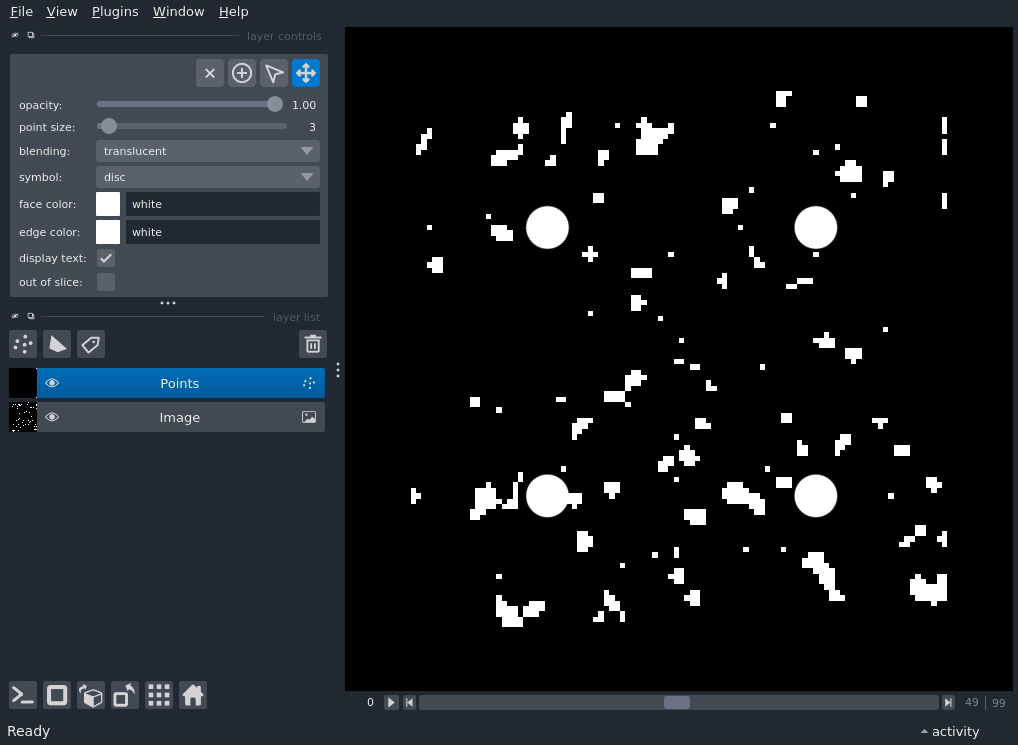 File View Plugins Window Help
layer controls
opacity: 1.00
point size: 3
blending: translucent
symbol: disc
face color: white
edge color: white
display text:
out of slice:
layer list
Points
Image
0 49 99
Ready activity